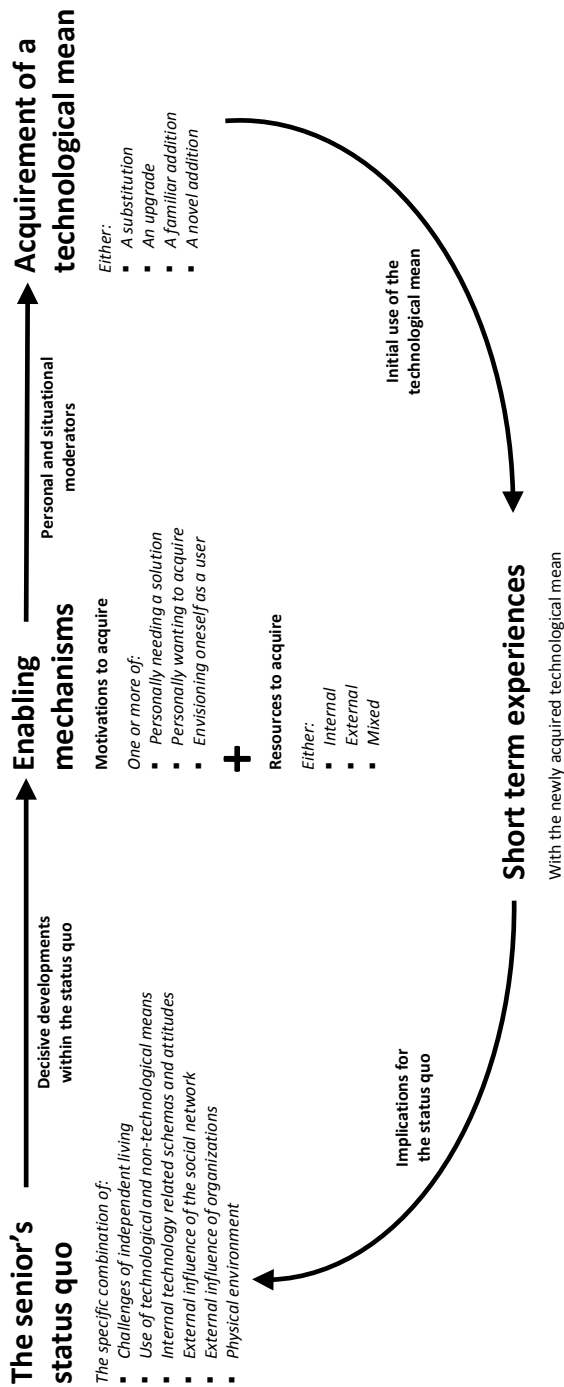 The senior's
status quo
The specific combination of:
▪ Challenges of independent living
▪ Use of technological and non-technological means
▪ Internal technology related schemas and attitudes
▪ External influence of the social network
▪ External influence of organizations
▪ Physical environment
Decisive developments
within the status quo
Enabling
mechanisms
Motivations to acquire
One or more of:
▪ Personally needing a solution
▪ Personally wanting to acquire
▪ Envisioning oneself as a user
+
Resources to acquire
Either:
▪ Internal
▪ External
▪ Mixed
Personal and situational
moderators
Acquirement of a
technological mean
Either:
▪ A substitution
▪ An upgrade
▪ A familiar addition
▪ A novel addition
Initial use of the
technological mean
Short term experiences
With the newly acquired technological mean
Implications for
the status quo